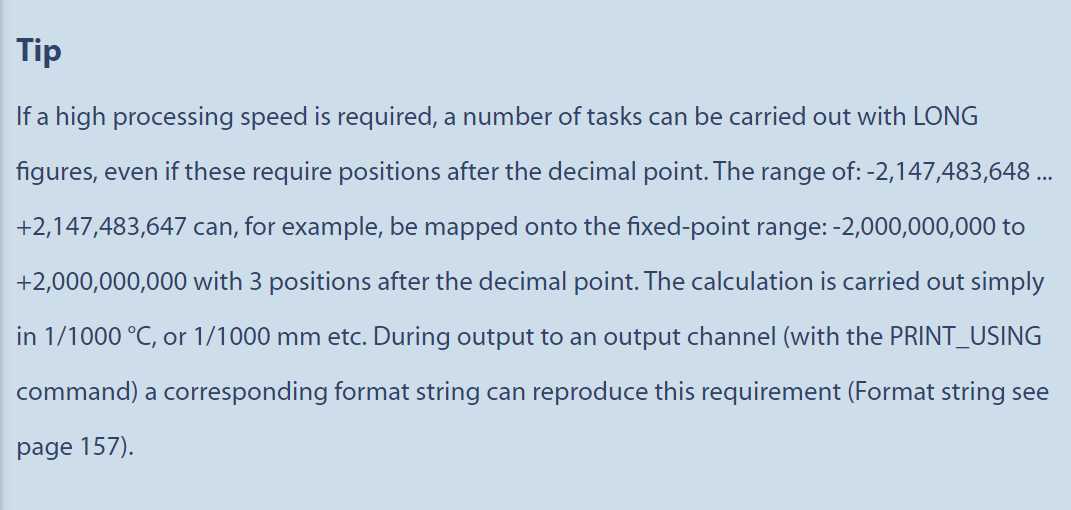 Tip
If a high processing speed is required, a number of tasks can be carried out with LONG
figures, even if these require positions after the decimal point. The range of: -2,147,483,648 ...
+2,147,483,647 can, for example, be mapped onto the fixed-point range: -2,000,000,000 to
+2,000,000,000 with 3 positions after the decimal point. The calculation is carried out simply
in 1/1000 °C, or 1/1000 mm etc. During output to an output channel (with the PRINT_USING
command) a corresponding format string can reproduce this requirement (Format string see
page 157).